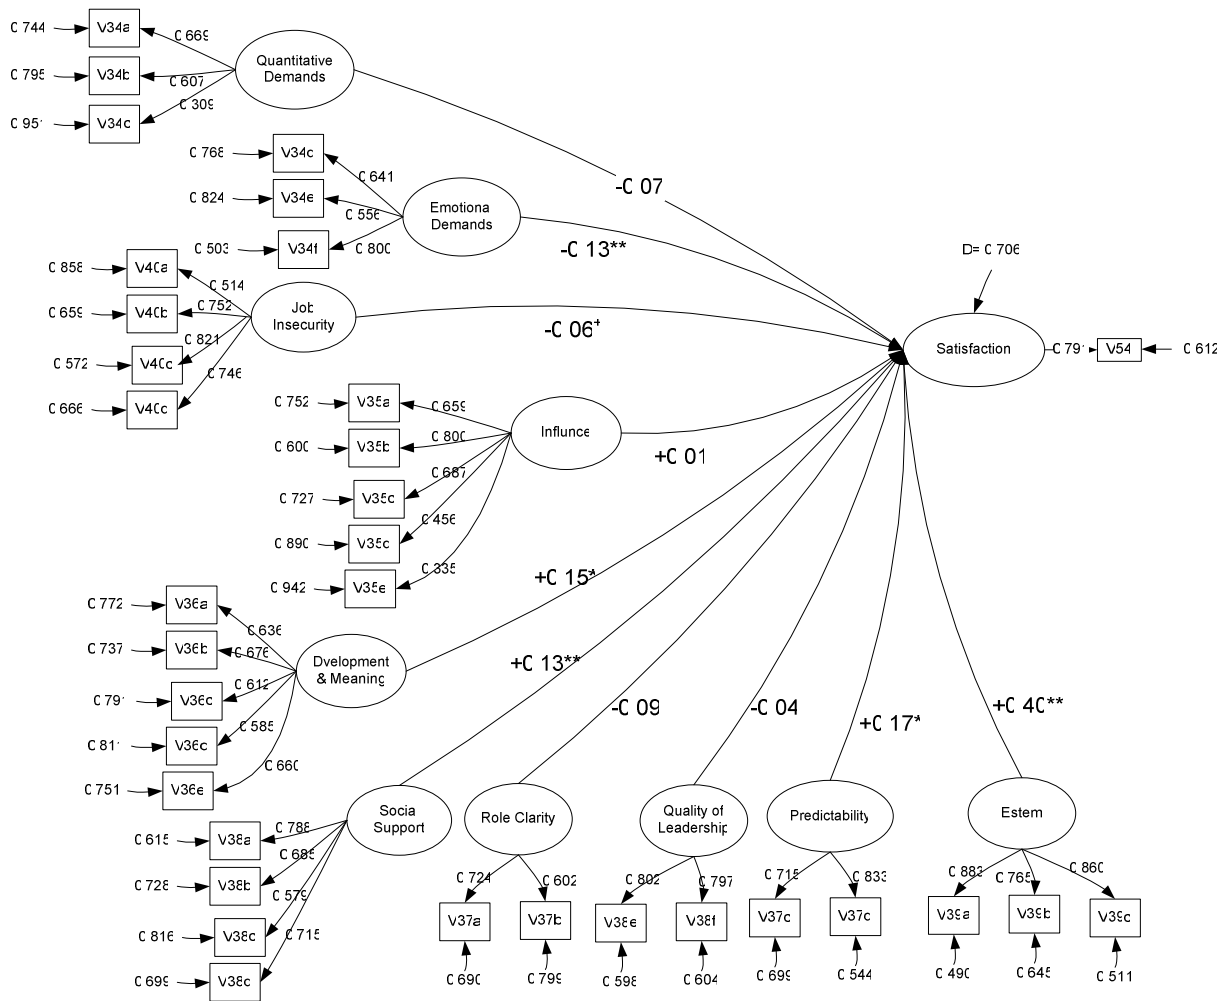 C 744
V34a
C 669
Quantitative
Demands
C 795
V34b
C 607
C 95'
V34c
C 309
-C 07
C 768
V34c
C 641
C 824
V34e
C 556
Emotiona
Demands
C 503
V34f
C 800
-C 13**
C 858
V40a
C 514
C 659
V40b
C 752
Job
Insecurity
C 572
V40c
C 821
C 666
V40c
C 746
-C 06+
D= C 706
Satisfaction
C 79'
V54
C 612
C 752
V35a
C 659
C 600
V35b
C 800
Influnce
C 727
V35c
C 687
C 890
V35c
C 456
C 942
V35e
C 335
+C 01
C 772
V36a
C 636
C 737
V36b
C 676
Dvelopment
& Meaning
C 79'
V36c
C 612
C 81'
V36c
C 585
C 751
V36e
C 660
+C 15*
+C 13**
-C 09
-C 04
+C 17*
+C 40**
C 615
V38a
C 788
Socia
Support
C 728
V38b
C 685
C 816
V38c
C 579
C 699
V38c
C 715
Role Clarity
C 724
C 602
V37a
V37b
C 690
C 799
Quality of
Leadership
C 802
C 797
V38e
V38f
C 598
C 604
Predictability
C 715
C 833
V37c
V37c
C 699
C 544
Estem
C 883
C 765
C 860
V39a
V39b
V39c
C 490
C 645
C 511